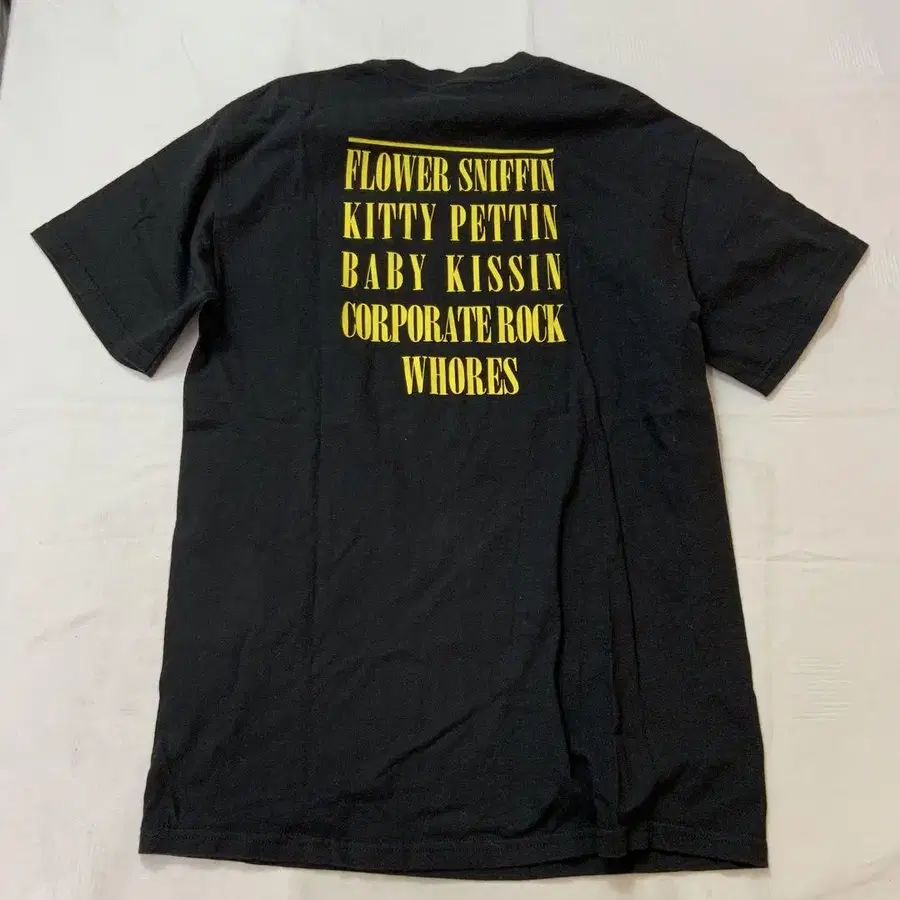 FLOWER SNIFFIN
KITTY PETTIN
BABY KISSIN
CORPORATE ROCK
WHORES